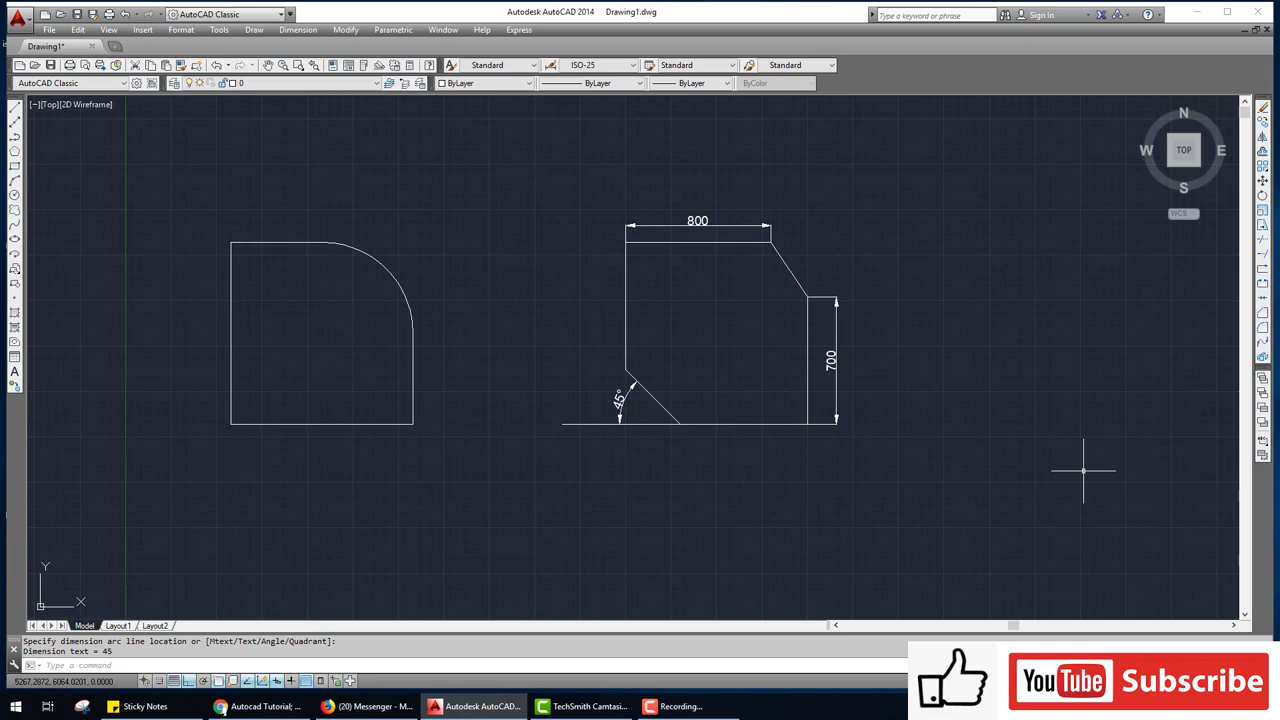 AutoCAD Classic
Autodesk AutoCAD 2014 Drawing1.dwg
Type a keyword or phrase
Sign In
File Edit View Insert Format Tools Draw Dimension Modify Parametric Window Help Express
Drawing1*
Standard ISO-25 Standard Standard
AutoCAD Classic 0 ByLayer ByLayer ByLayer ByColor
[−][Top][2D Wireframe]
N
W TOP E
S
WCS
800
700
45°
Y
X
Model Layout1 Layout2
Specify dimension arc line location or [Mtext/Text/Angle/Quadrant]:
Dimension text = 45
Type a command
5267.2872, 6064.0201, 0.0000
YouTube Subscribe
Sticky Notes Autocad Tutorial; ... (20) Messenger - M... Autodesk AutoCAD... TechSmith Camtasi... Recording...